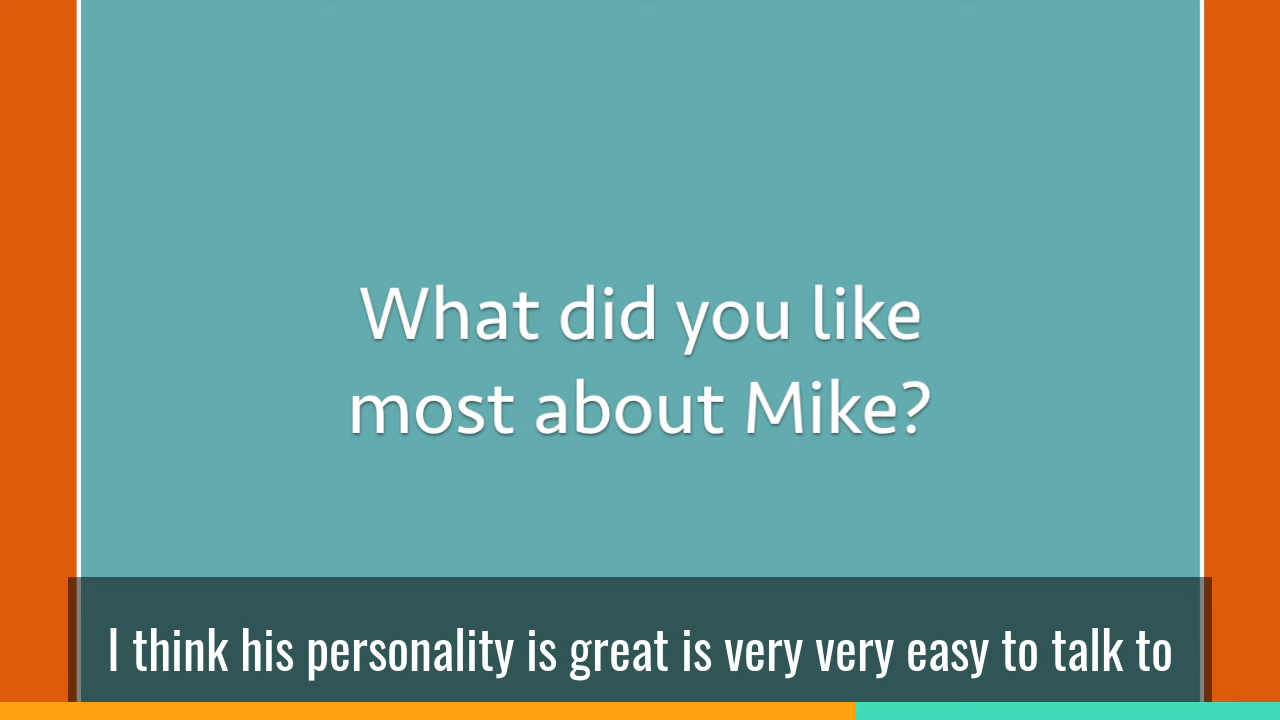 What did you like
most about Mike?
I think his personality is great is very very easy to talk to